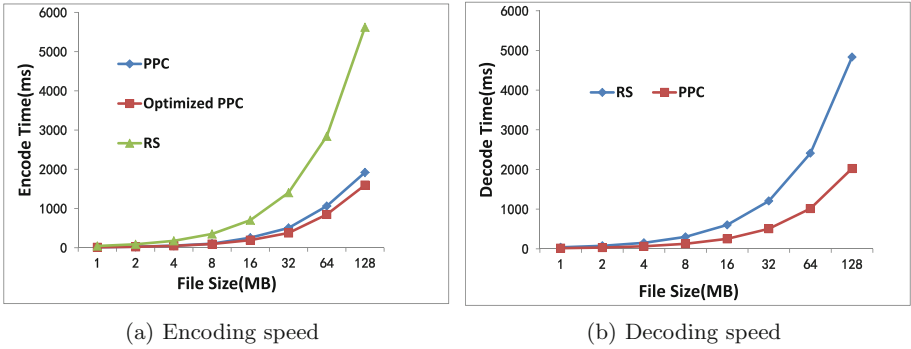 6000
5000
4000
3000
2000
1000
0
Encode Time(ms)
PPC
Optimized PPC
RS
1 2 4 8 16 32 64 128
File Size(MB)
(a) Encoding speed
6000
5000
4000
3000
2000
1000
0
Decode Time(ms)
RS PPC
1 2 4 8 16 32 64 128
File Size(MB)
(b) Decoding speed